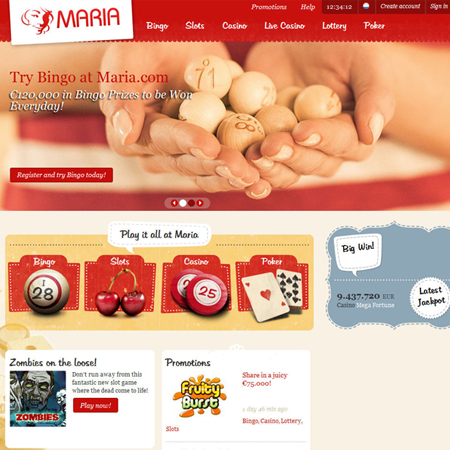 MARIA
Promotions Help 12:34:12 Create account Sign in
Bingo Slots Casino Live Casino Lottery Poker
71
8
Try Bingo at Maria.com
€120,000 in Bingo Prizes to be Won
Everyday!
Register and try Bingo today!
Play it all at Maria
Bingo Slots Casino Poker
I
28
25
Big Win!
9.437.720 EUR
Casino Mega Fortune
Latest
Jackpot
Zombies on the loose!
Don't run away from this
fantastic new slot game
where the dead come to life!
Play now!
ZOMBIES
Promotions
Fruity
Burst
Share in a juicy
€75.000!
1 day 46 min ago
Bingo, Casino, Lottery,
Slots